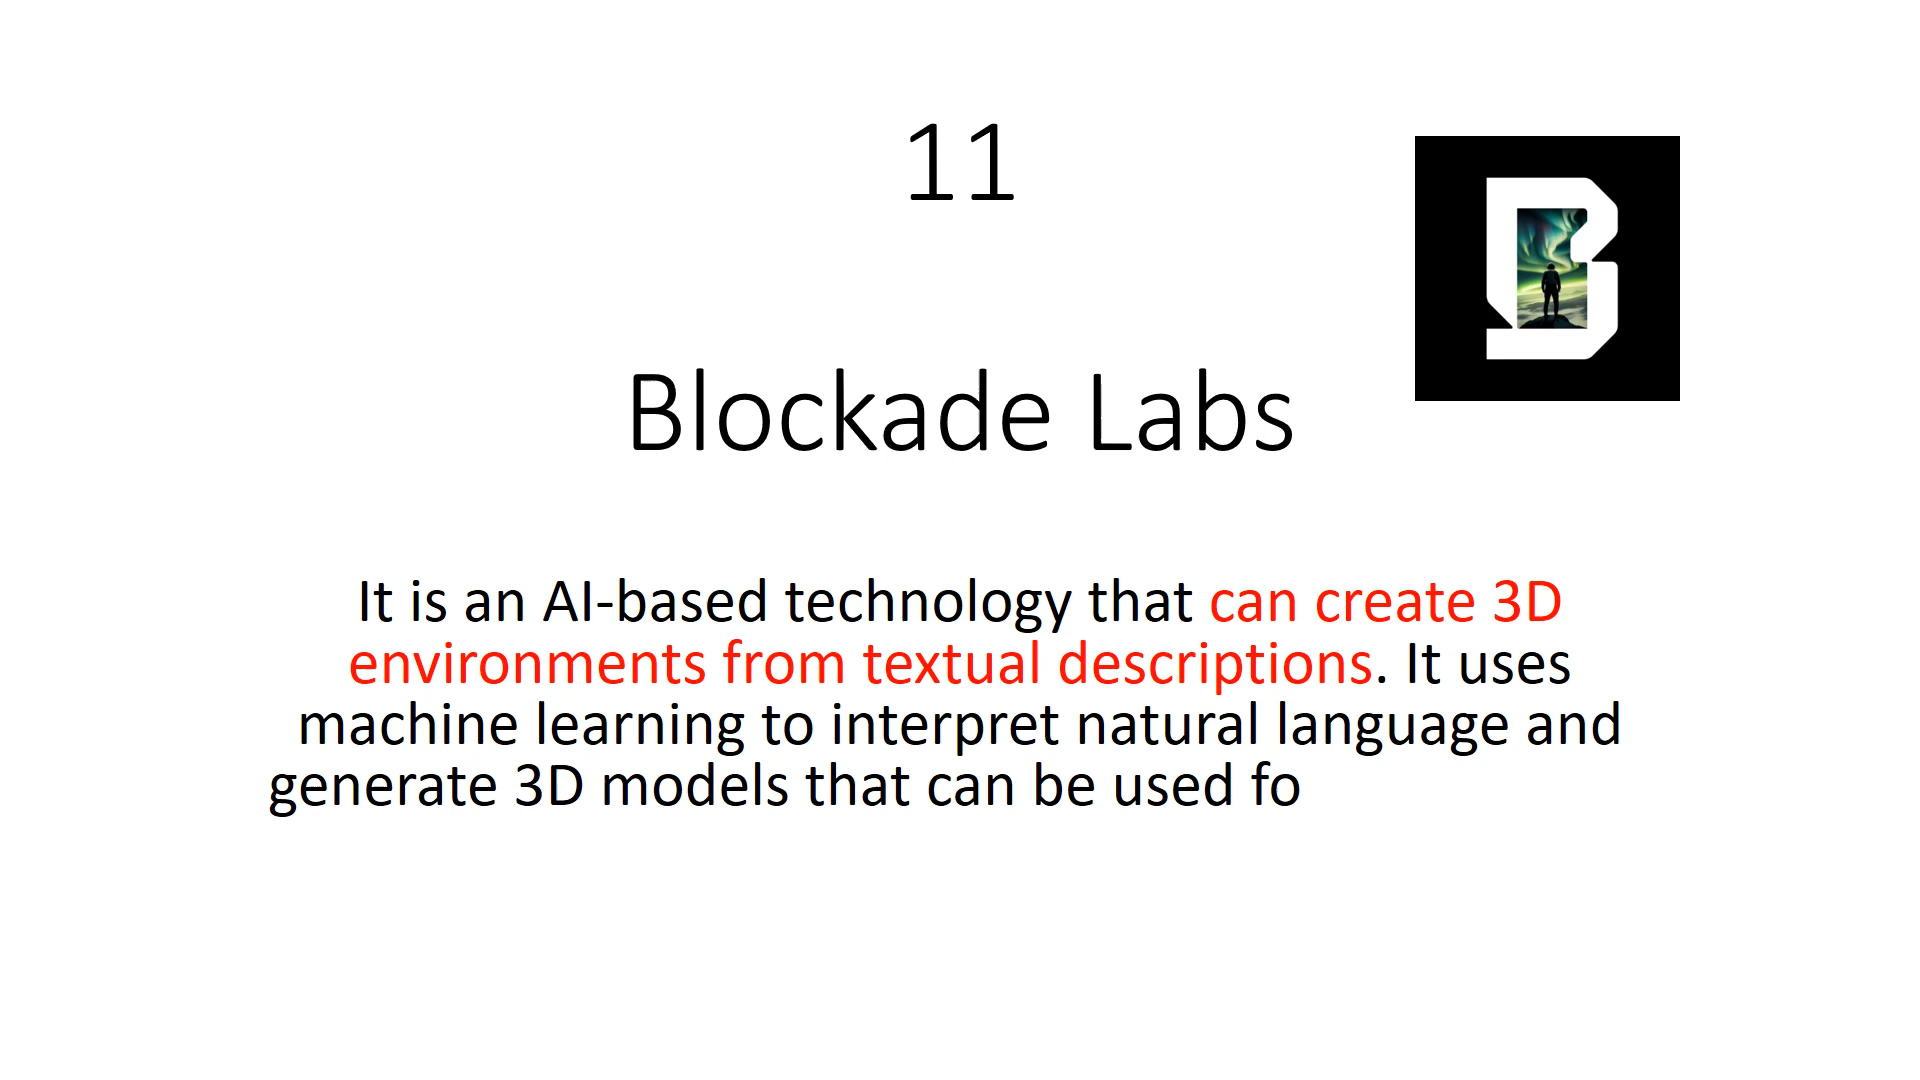 11
Blockade Labs
It is an AI-based technology that can create 3D
environments from textual descriptions. It uses
machine learning to interpret natural language and
generate 3D models that can be used fo